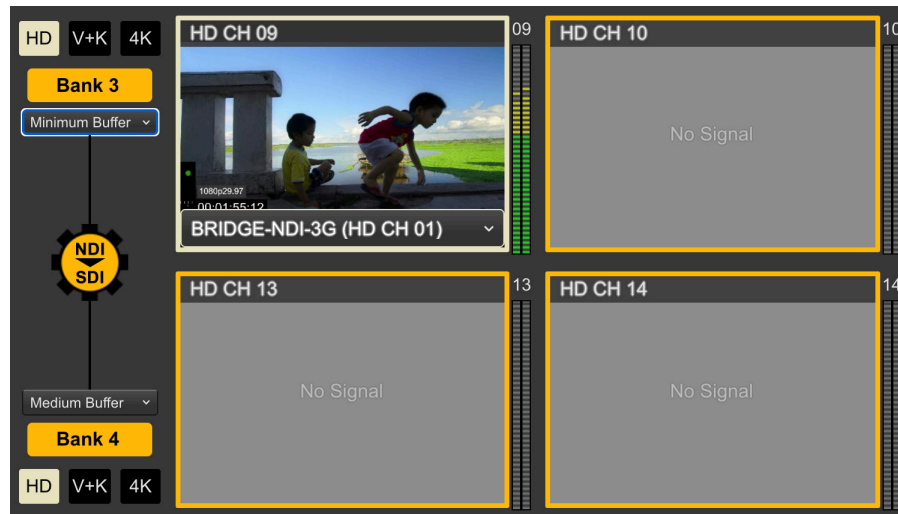 HD V+K 4K
Bank 3
Minimum Buffer
NDI
SDI
Medium Buffer
Bank 4
HD V+K 4K
HD CH 09
1080p29.97
00:01:55:12
BRIDGE-NDI-3G (HD CH 01)
09
HD CH 10
No Signal
10
HD CH 13
No Signal
13
HD CH 14
No Signal
14